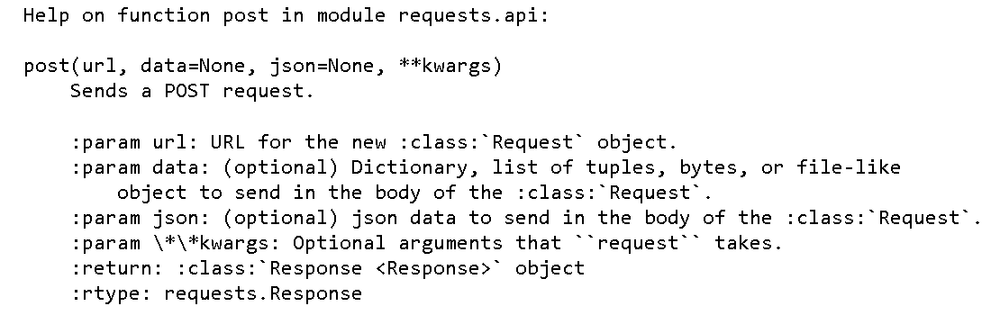 Help on function post in module requests.api:
post(url, data=None, json=None, **kwargs)
Sends a POST request.
:param url: URL for the new :class:`Request` object.
:param data: (optional) Dictionary, list of tuples, bytes, or file-like
object to send in the body of the :class:`Request`.
:param json: (optional) json data to send in the body of the :class:`Request`.
:param \*\*kwargs: Optional arguments that ``request`` takes.
:return: :class:`Response <Response>` object
:rtype: requests.Response